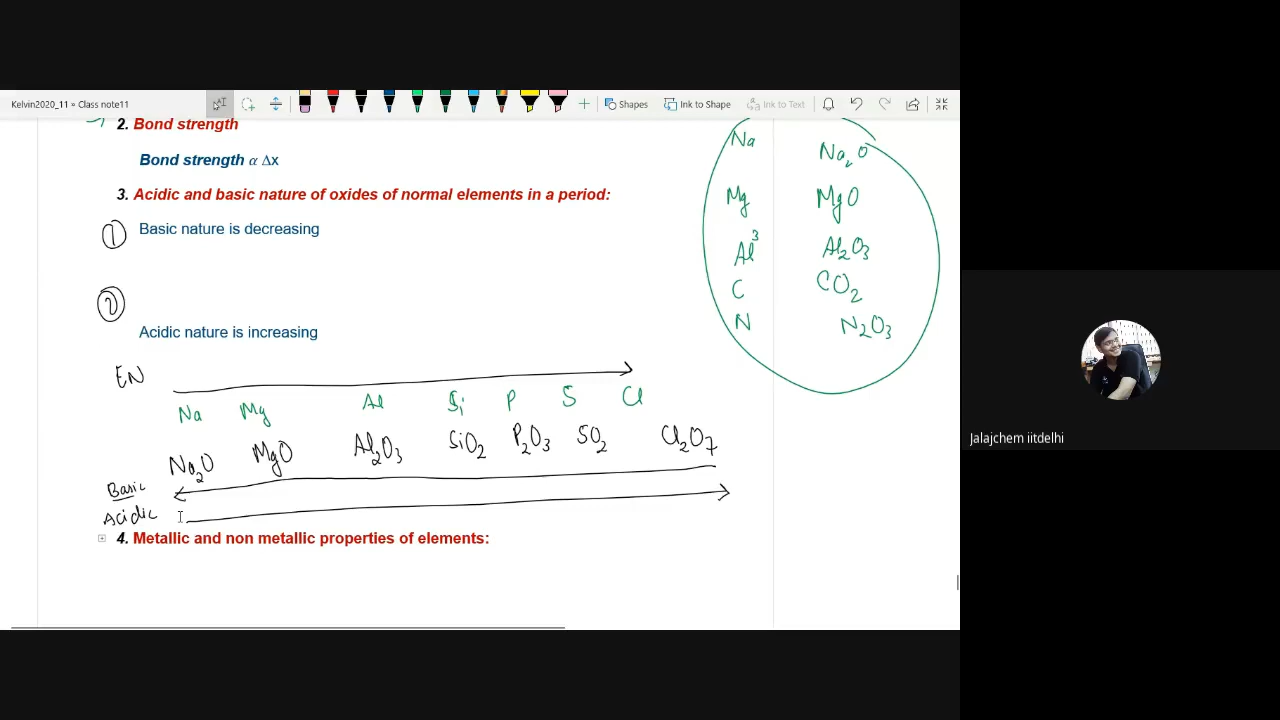 Kelvin2020_11 » Class note11
Shapes
Ink to Shape
Ink to Text
2. Bond strength
Bond strength α Δx
3. Acidic and basic nature of oxides of normal elements in a period:
① Basic nature is decreasing
②
Acidic nature is increasing
EN
Na Mg Al Si P S Cl
Na₂O MgO Al₂O₃ SiO₂ P₂O₃ SO₂ Cl₂O₇
Basic
Acidic
4. Metallic and non metallic properties of elements:
Na Na₂O
Mg MgO
Al³ Al₂O₃
C CO₂
N N₂O₃
Jalajchem iitdelhi